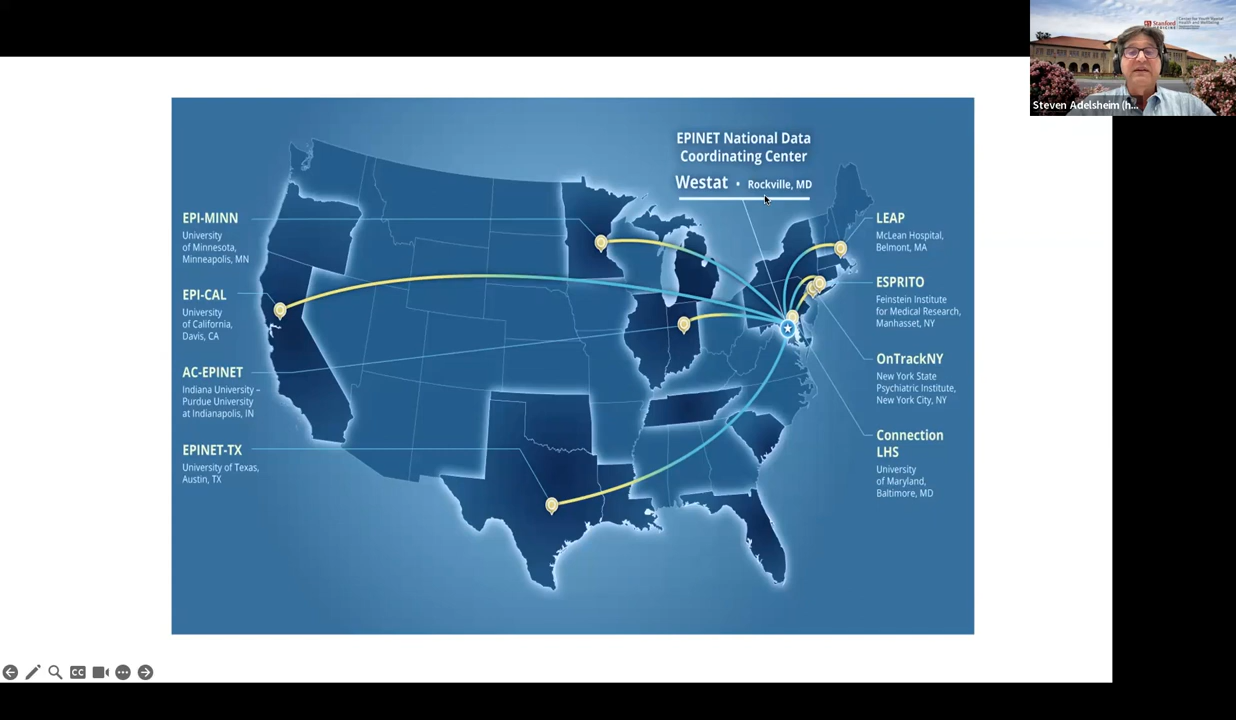 Stanford
MEDICINE
Steven Adelsheim (h...
EPINET National Data
Coordinating Center
Westat • Rockville, MD
EPI-MINN
University
of Minnesota,
Minneapolis, MN
EPI-CAL
University
of California,
Davis, CA
AC-EPINET
Indiana University –
Purdue University
at Indianapolis, IN
EPINET-TX
University of Texas,
Austin, TX
LEAP
McLean Hospital,
Belmont, MA
ESPRITO
Feinstein Institute
for Medical Research,
Manhasset, NY
OnTrackNY
New York State
Psychiatric Institute,
New York City, NY
Connection
LHS
University
of Maryland,
Baltimore, MD
CC